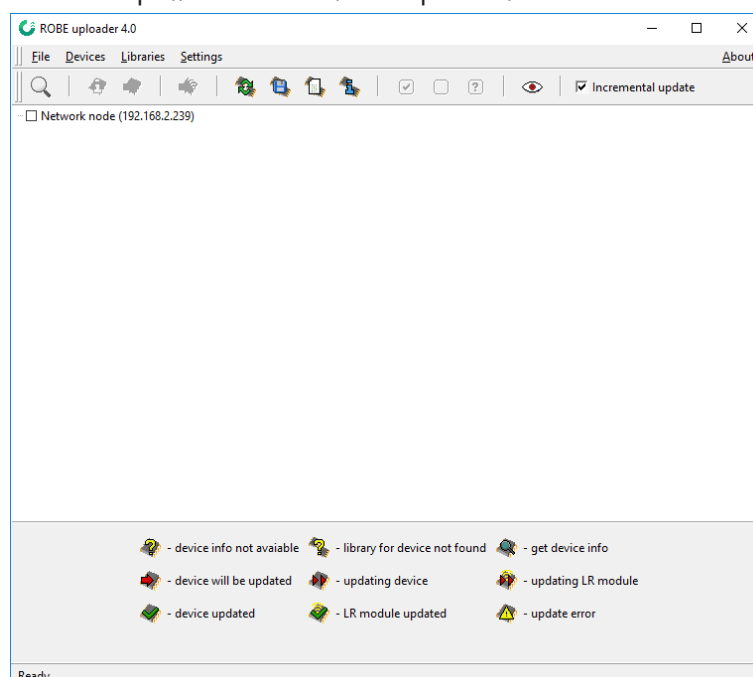 ROBE uploader 4.0
File Devices Libraries Settings About
Incremental update
Network node (192.168.2.239)
- device info not avaiable - library for device not found - get device info
- device will be updated - updating device - updating LR module
- device updated - LR module updated - update error
Ready